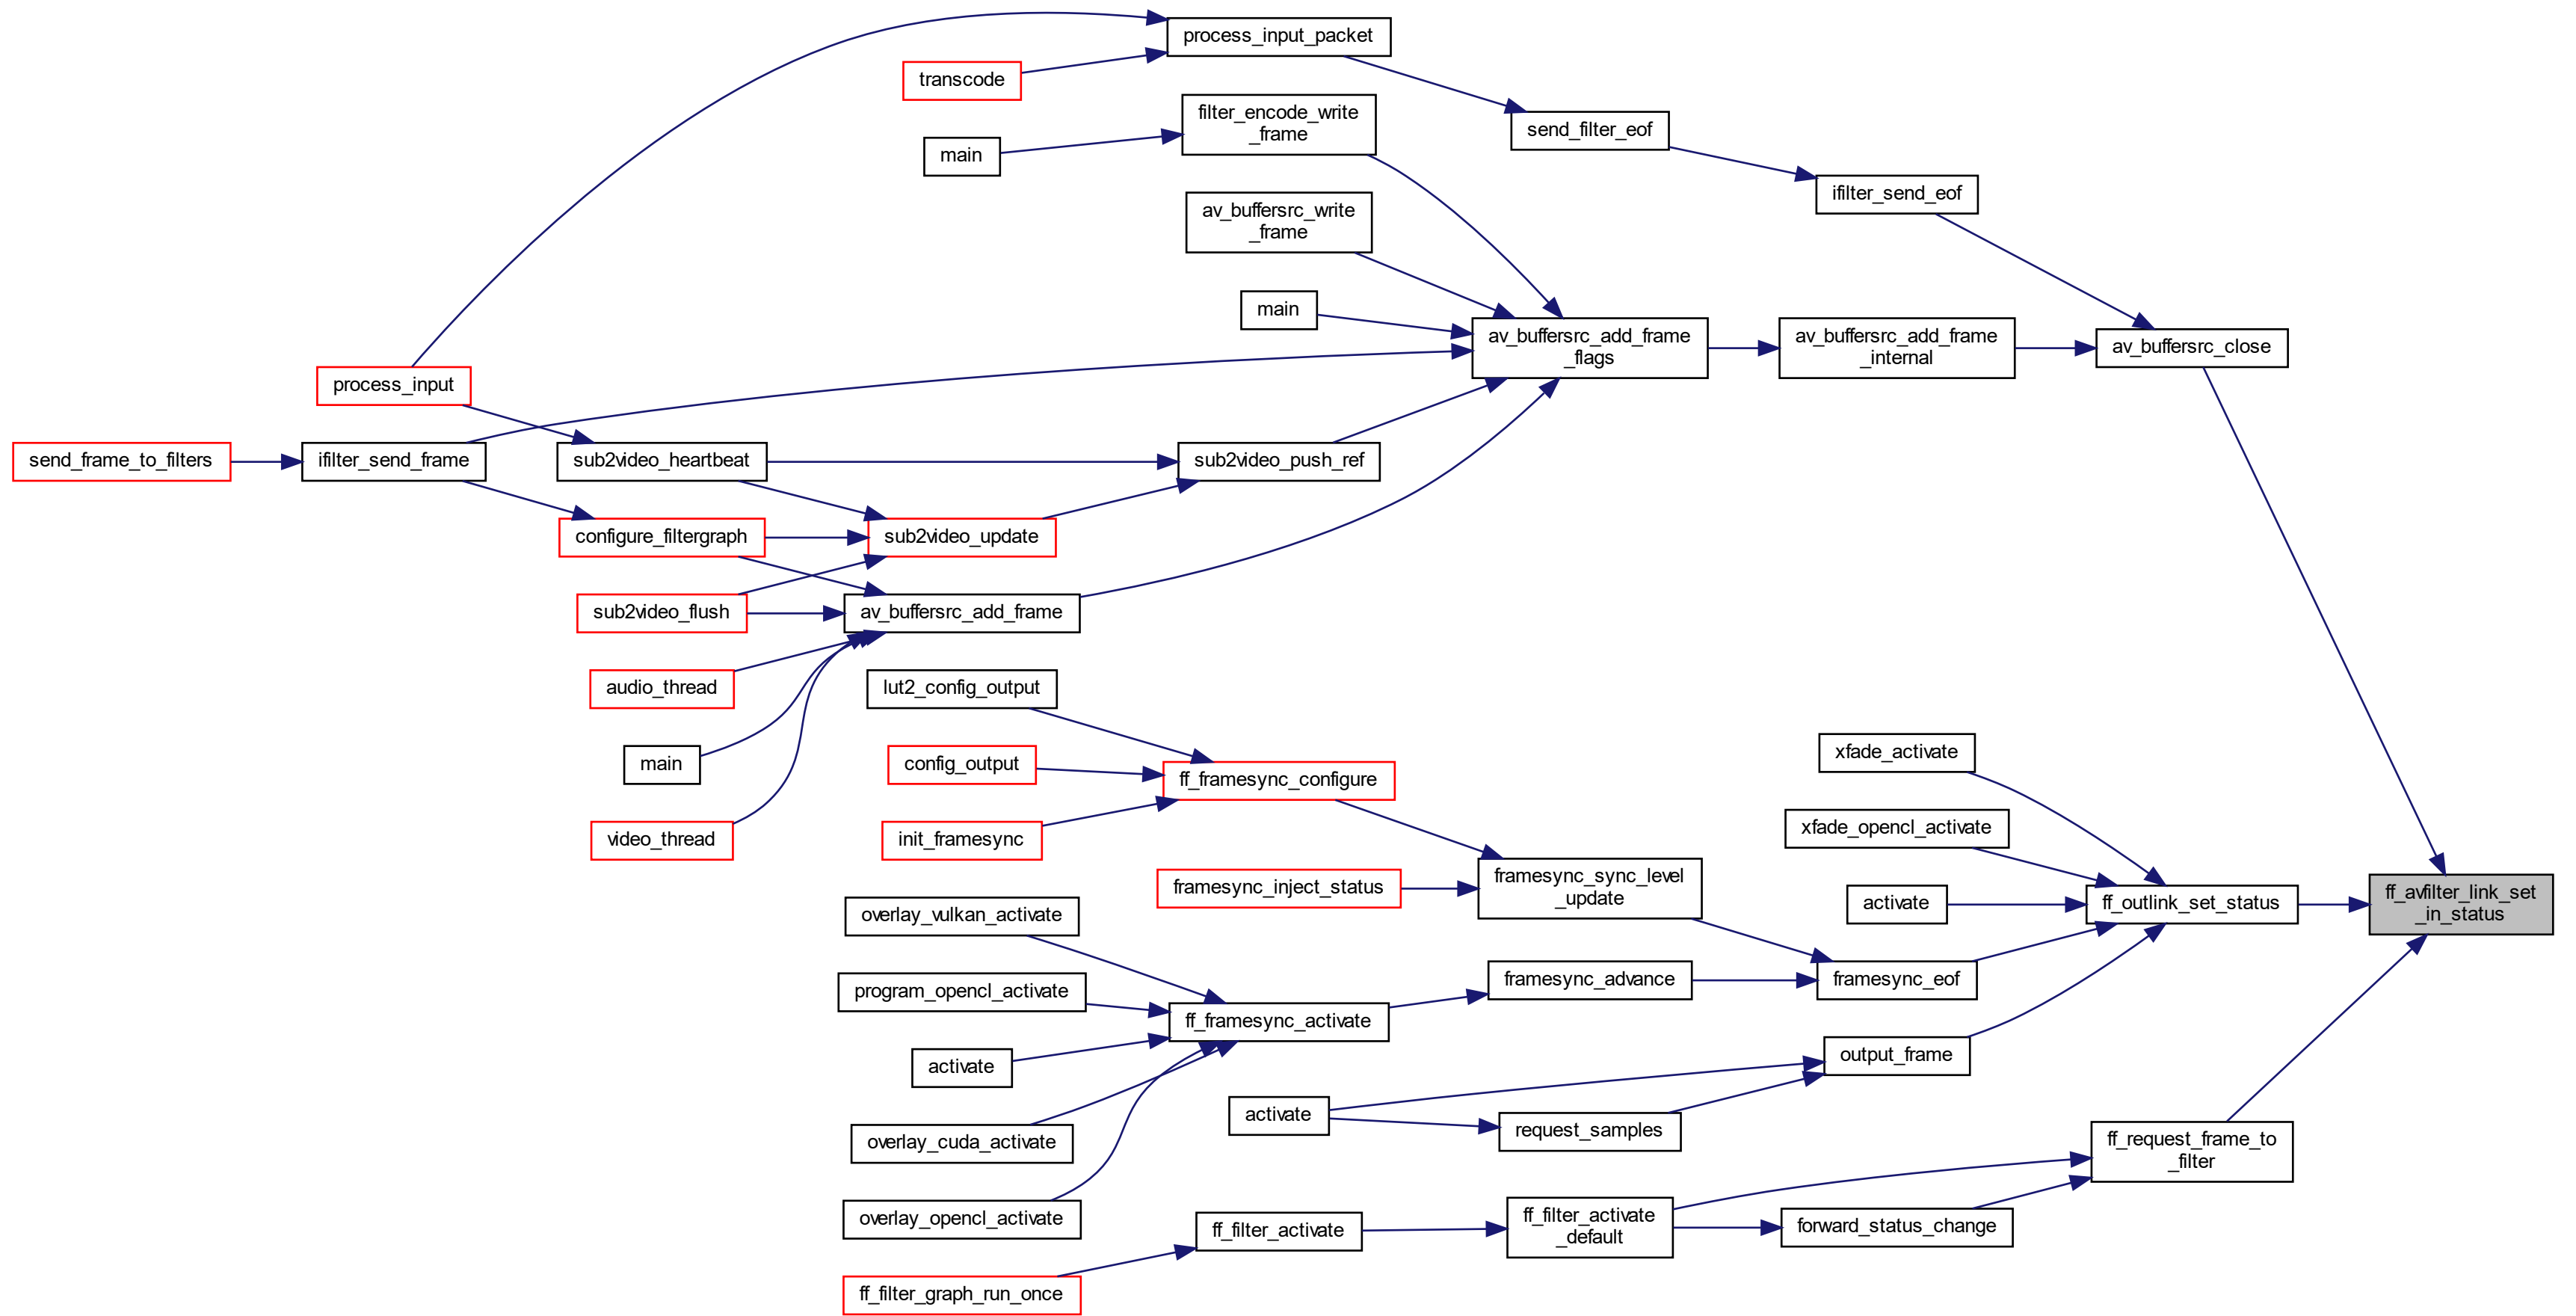 process_input_packet
transcode
filter_encode_write
_frame
main
send_filter_eof
av_buffersrc_write
_frame
ifilter_send_eof
main
av_buffersrc_add_frame
_flags
av_buffersrc_add_frame
_internal
av_buffersrc_close
process_input
send_frame_to_filters
ifilter_send_frame
sub2video_heartbeat
sub2video_push_ref
configure_filtergraph
sub2video_update
sub2video_flush
av_buffersrc_add_frame
audio_thread
lut2_config_output
main
config_output
ff_framesync_configure
xfade_activate
video_thread
init_framesync
xfade_opencl_activate
framesync_inject_status
framesync_sync_level
_update
activate
ff_outlink_set_status
ff_avfilter_link_set
_in_status
overlay_vulkan_activate
program_opencl_activate
framesync_advance
framesync_eof
ff_framesync_activate
activate
output_frame
activate
request_samples
overlay_cuda_activate
ff_request_frame_to
_filter
overlay_opencl_activate
ff_filter_activate
ff_filter_activate
_default
forward_status_change
ff_filter_graph_run_once